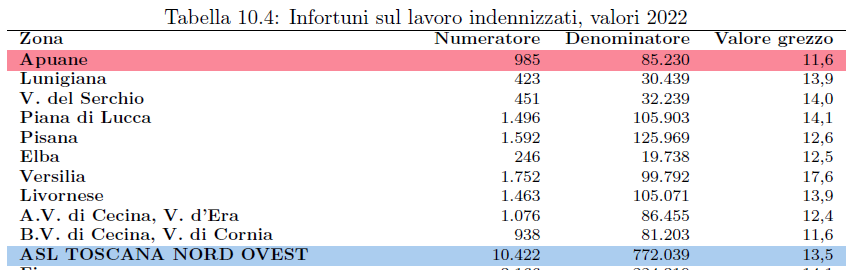 Tabella 10.4: Infortuni sul lavoro indennizzati, valori 2022
Zona Numeratore Denominatore Valore grezzo
Apuane 985 85.230 11,6
Lunigiana 423 30.439 13,9
V. del Serchio 451 32.239 14,0
Piana di Lucca 1.496 105.903 14,1
Pisana 1.592 125.969 12,6
Elba 246 19.738 12,5
Versilia 1.752 99.792 17,6
Livornese 1.463 105.071 13,9
A.V. di Cecina, V. d'Era 1.076 86.455 12,4
B.V. di Cecina, V. di Cornia 938 81.203 11,6
ASL TOSCANA NORD OVEST 10.422 772.039 13,5